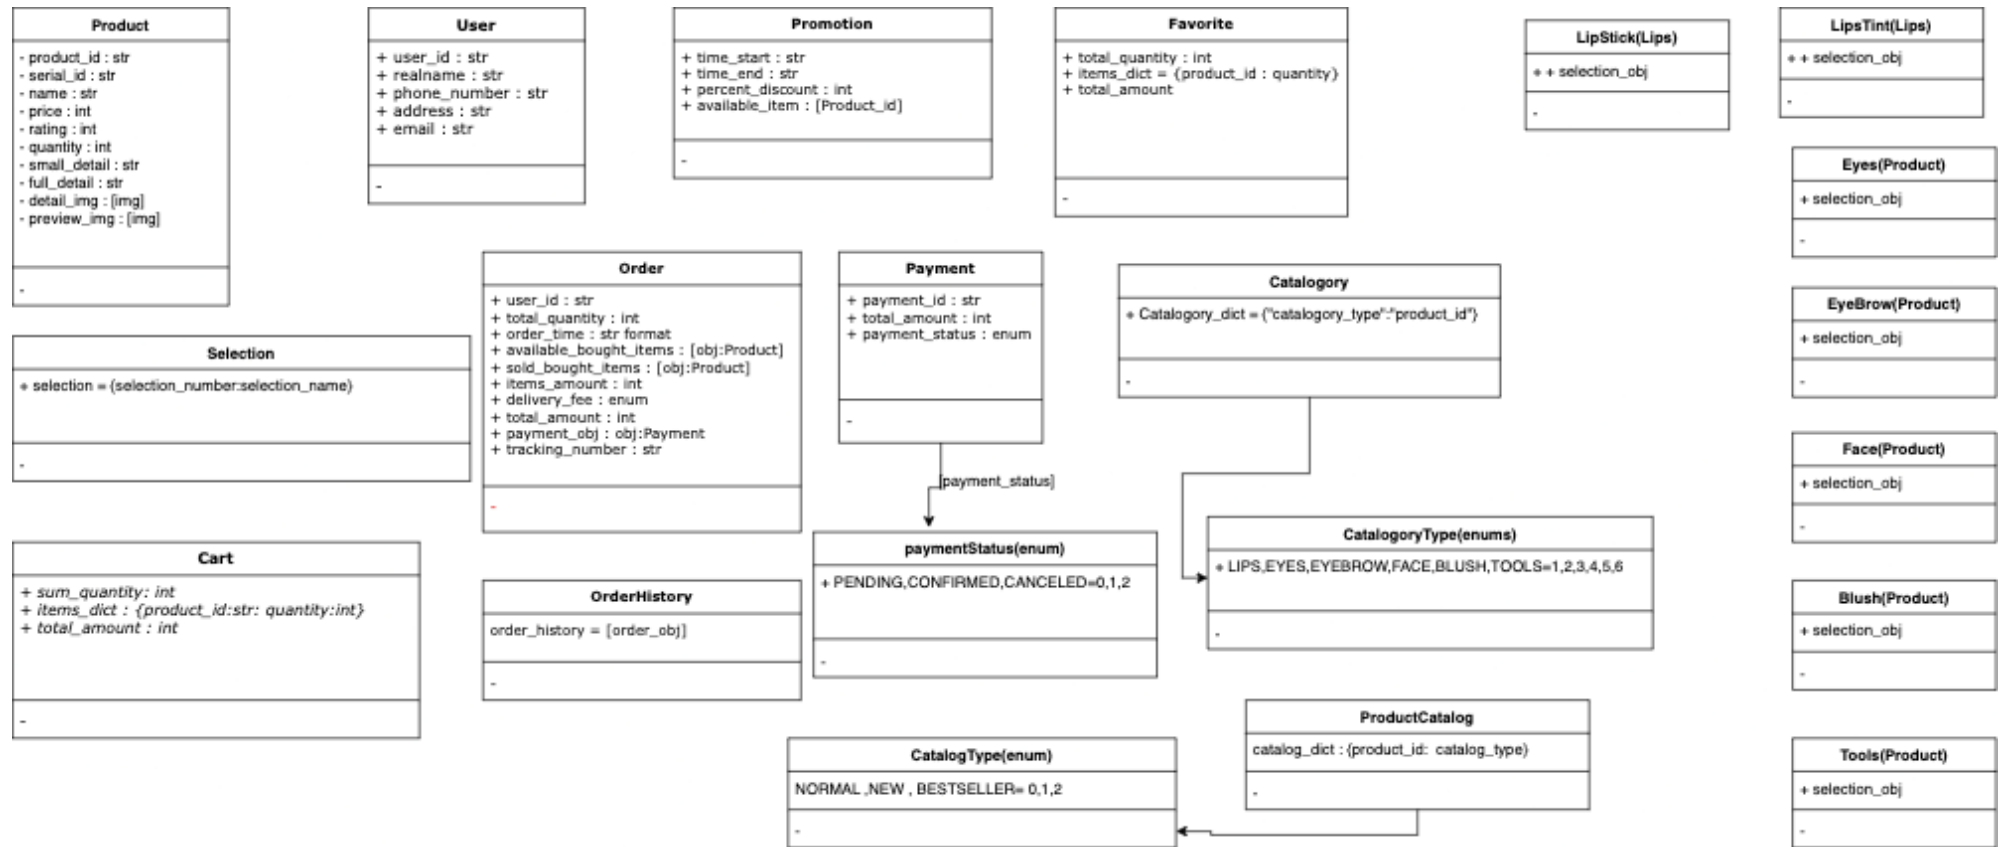 Product
- product_id : str
- serial_id : str
- name : str
- price : int
- rating : int
- quantity : int
- small_detail : str
- full_detail : str
- detail_img : [img]
- preview_img : [img]
-
User
+ user_id : str
+ realname : str
+ phone_number : str
+ address : str
+ email : str
-
Promotion
+ time_start : str
+ time_end : str
+ percent_discount : int
+ available_item : [Product_id]
-
Favorite
+ total_quantity : int
+ items_dict = {product_id : quantity}
+ total_amount
-
LipStick(Lips)
+ + selection_obj
-
LipsTint(Lips)
+ + selection_obj
-
Eyes(Product)
+ selection_obj
-
Order
+ user_id : str
+ total_quantity : int
+ order_time : str format
+ available_bought_items : [obj:Product]
+ sold_bought_items : [obj:Product]
+ items_amount : int
+ delivery_fee : enum
+ total_amount : int
+ payment_obj : obj:Payment
+ tracking_number : str
-
Payment
+ payment_id : str
+ total_amount : int
+ payment_status : enum
-
[payment_status]
Catalogory
+ Catalogory_dict = {"catalogory_type":"product_id"}
-
EyeBrow(Product)
+ selection_obj
-
Selection
+ selection = {selection_number:selection_name}
-
Face(Product)
+ selection_obj
-
Cart
+ sum_quantity: int
+ items_dict : {product_id:str: quantity:int}
+ total_amount : int
-
OrderHistory
order_history = [order_obj]
-
paymentStatus(enum)
+ PENDING,CONFIRMED,CANCELED=0,1,2
-
CatalogoryType(enums)
+ LIPS,EYES,EYEBROW,FACE,BLUSH,TOOLS=1,2,3,4,5,6
-
Blush(Product)
+ selection_obj
-
CatalogType(enum)
NORMAL ,NEW , BESTSELLER= 0,1,2
-
ProductCatalog
catalog_dict : {product_id: catalog_type}
-
Tools(Product)
+ selection_obj
-